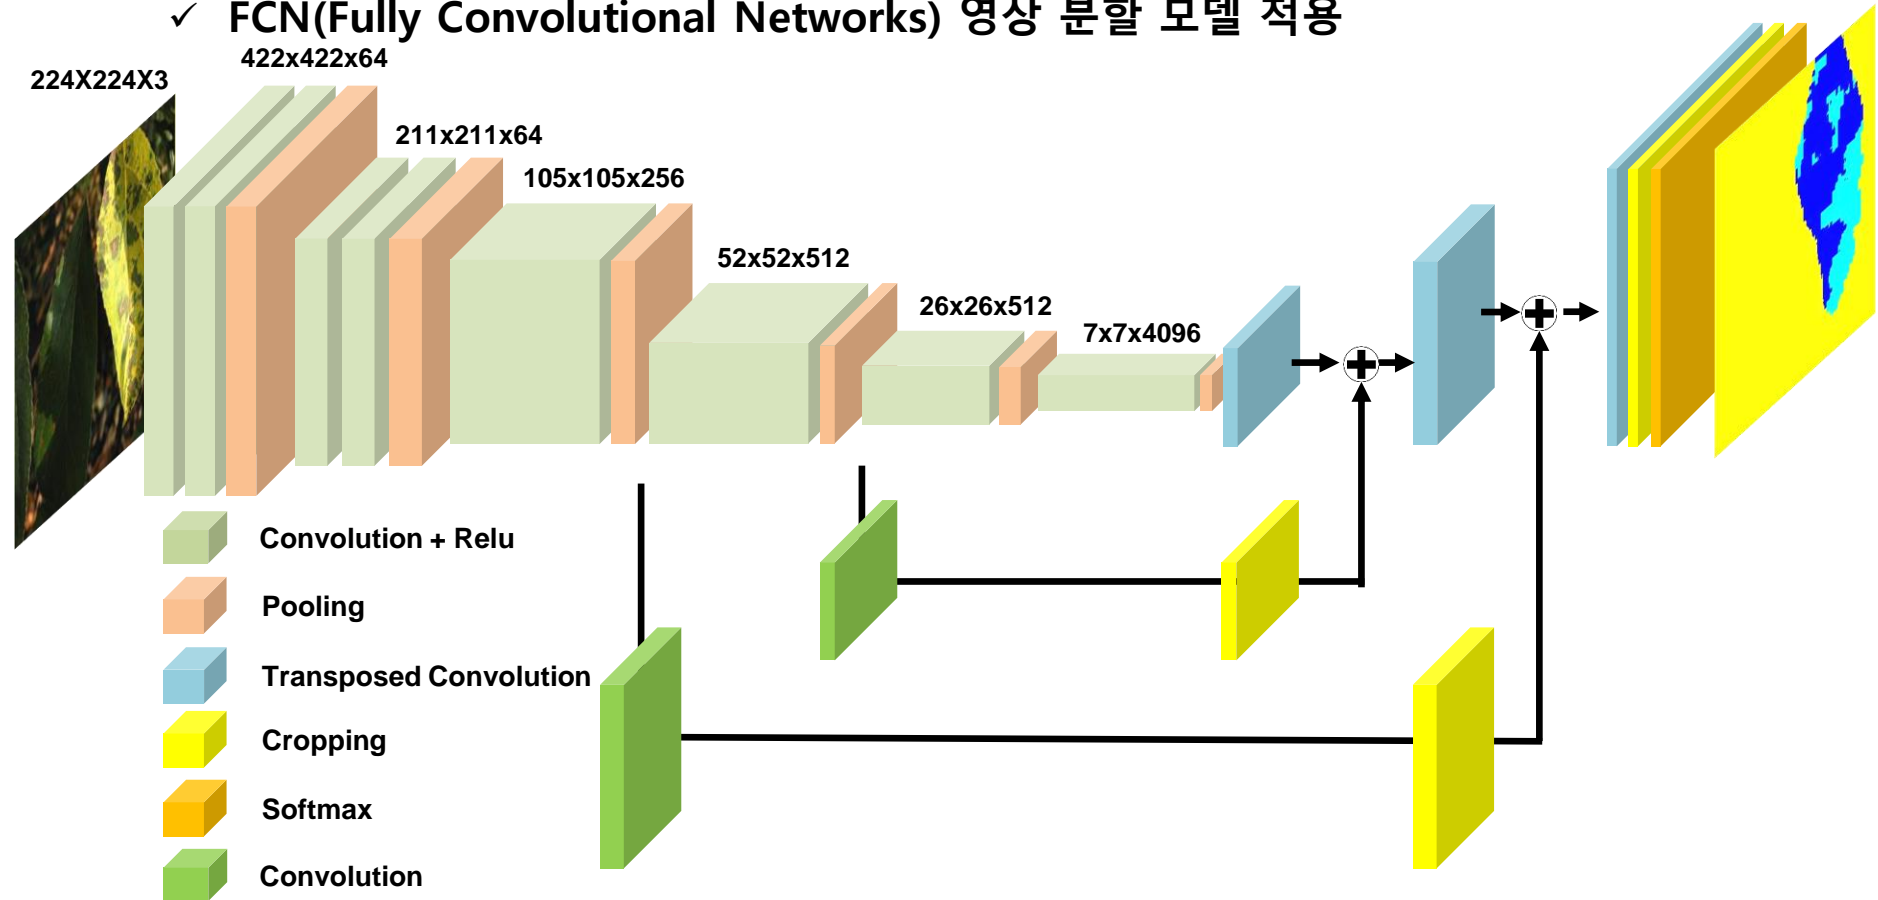 ✓ FCN(Fully Convolutional Networks) 영상 분할 모델 적용
422x422x64
224X224X3
211x211x64
105x105x256
52x52x512
26x26x512
7x7x4096
Convolution + Relu
Pooling
Transposed Convolution
Cropping
Softmax
Convolution